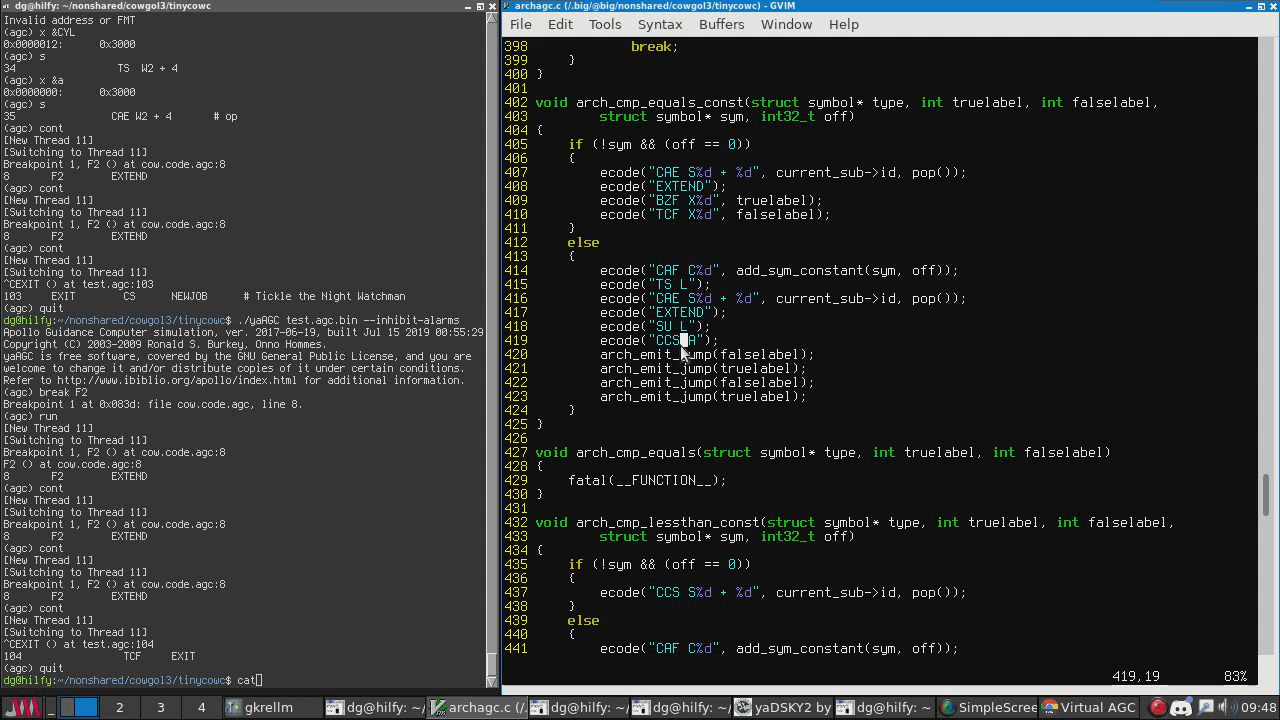 dg@hilfy: ~/nonshared/cowgol3/tinycowc
Invalid address or FMT
(agc) x &CYL
0x0000012:    0x3000
(agc) s
34            TS  W2 + 4
(agc) x &a
0x0000000:    0x3000
(agc) s
35           CAE W2 + 4      # op
(agc) cont
[New Thread 11]
[Switching to Thread 11]
Breakpoint 1, F2 () at cow.code.agc:8
8      F2      EXTEND
(agc) cont
[New Thread 11]
[Switching to Thread 11]
Breakpoint 1, F2 () at cow.code.agc:8
8      F2      EXTEND
(agc) cont
[New Thread 11]
[Switching to Thread 11]
^CEXIT () at test.agc:103
103    EXIT    CS      NEWJOB     # Tickle the Night Watchman
(agc) quit
dg@hilfy:~/nonshared/cowgol3/tinycowc$ ./yaAGC test.agc.bin --inhibit-alarms
Apollo Guidance Computer simulation, ver. 2017-06-19, built Jul 15 2019 00:55:29
Copyright (C) 2003-2009 Ronald S. Burkey, Onno Hommes.
yaAGC is free software, covered by the GNU General Public License, and you are
welcome to change it and/or distribute copies of it under certain conditions.
Refer to http://www.ibiblio.org/apollo/index.html for additional information.
(agc) break F2
Breakpoint 1 at 0x083d: file cow.code.agc, line 8.
(agc) run
[New Thread 11]
[Switching to Thread 11]
Breakpoint 1, F2 () at cow.code.agc:8
F2 () at cow.code.agc:8
8      F2      EXTEND
(agc) cont
[New Thread 11]
[Switching to Thread 11]
Breakpoint 1, F2 () at cow.code.agc:8
8      F2      EXTEND
(agc) cont
[New Thread 11]
[Switching to Thread 11]
Breakpoint 1, F2 () at cow.code.agc:8
8      F2      EXTEND
(agc) cont
[New Thread 11]
[Switching to Thread 11]
^CEXIT () at test.agc:104
104            TCF     EXIT
(agc) quit
dg@hilfy:~/nonshared/cowgol3/tinycowc$ cat
archagc.c (/.big/@big/nonshared/cowgol3/tinycowc) - GVIM
File Edit Tools Syntax Buffers Window Help
398             break;
399     }
400 }
401
402 void arch_cmp_equals_const(struct symbol* type, int truelabel, int falselabel,
403         struct symbol* sym, int32_t off)
404 {
405     if (!sym && (off == 0))
406     {
407         ecode("CAE S%d + %d", current_sub->id, pop());
408         ecode("EXTEND");
409         ecode("BZF X%d", truelabel);
410         ecode("TCF X%d", falselabel);
411     }
412     else
413     {
414         ecode("CAF C%d", add_sym_constant(sym, off));
415         ecode("TS L");
416         ecode("CAE S%d + %d", current_sub->id, pop());
417         ecode("EXTEND");
418         ecode("SU L");
419         ecode("CCS A");
420         arch_emit_jump(falselabel);
421         arch_emit_jump(truelabel);
422         arch_emit_jump(falselabel);
423         arch_emit_jump(truelabel);
424     }
425 }
426
427 void arch_cmp_equals(struct symbol* type, int truelabel, int falselabel)
428 {
429     fatal(__FUNCTION__);
430 }
431
432 void arch_cmp_lessthan_const(struct symbol* type, int truelabel, int falselabel,
433         struct symbol* sym, int32_t off)
434 {
435     if (!sym && (off == 0))
436     {
437         ecode("CCS S%d + %d", current_sub->id, pop());
438     }
439     else
440     {
441         ecode("CAF C%d", add_sym_constant(sym, off));
419,19 83%
2 3 4 gkrellm dg@hilfy: ~/ archagc.c (/. dg@hilfy: ~/ dg@hilfy: ~/ yaDSKY2 by dg@hilfy: ~/ SimpleScree Virtual AGC 09:48